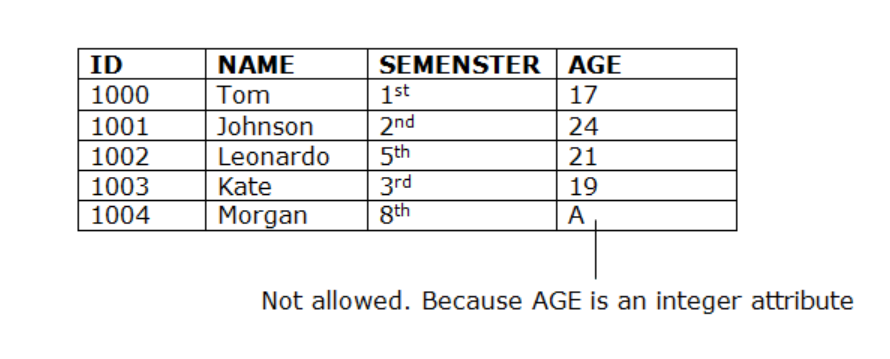 ID NAME SEMENSTER AGE
1000 Tom 1st 17
1001 Johnson 2nd 24
1002 Leonardo 5th 21
1003 Kate 3rd 19
1004 Morgan 8th A
Not allowed. Because AGE is an integer attribute